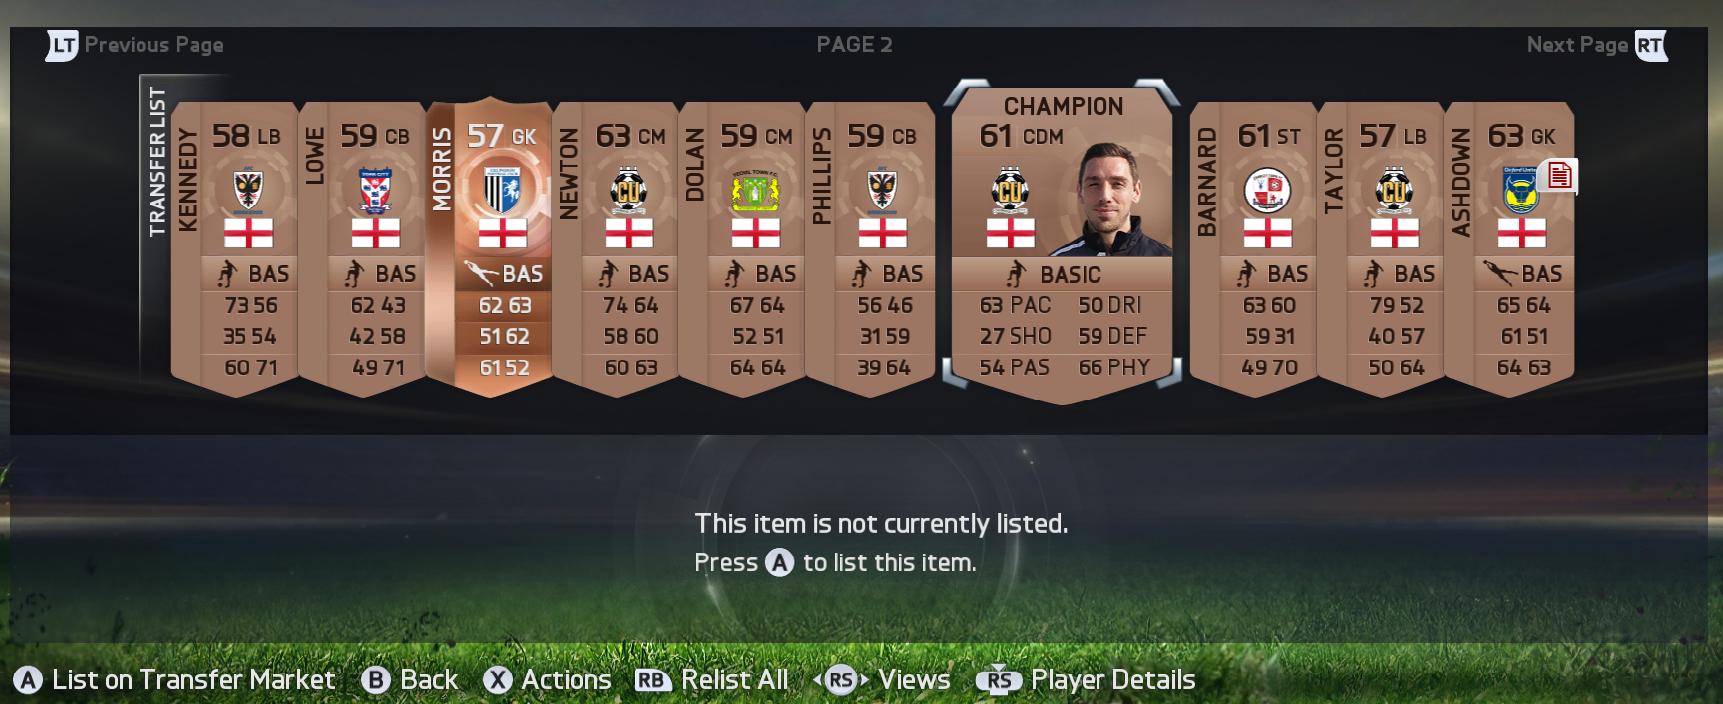 LT Previous Page
PAGE 2
Next Page RT
TRANSFER LIST
KENNEDY
58 LB
BAS
73 56
35 54
60 71
LOWE
59 CB
BAS
62 43
42 58
49 71
MORRIS
57 GK
BAS
62 63
51 62
61 52
NEWTON
63 CM
CU
BAS
74 64
58 60
60 63
DOLAN
59 CM
BAS
67 64
52 51
64 64
PHILLIPS
59 CB
BAS
56 46
31 59
39 64
CHAMPION
61 CDM
CU
BASIC
63 PAC 50 DRI
27 SHO 59 DEF
54 PAS 66 PHY
BARNARD
61 ST
BAS
63 60
59 31
49 70
TAYLOR
57 LB
CU
BAS
79 52
40 57
50 64
ASHDOWN
63 GK
Oxford United
BAS
65 64
61 51
64 63
This item is not currently listed.
Press A to list this item.
A List on Transfer Market B Back X Actions RB Relist All RS Views RS Player Details